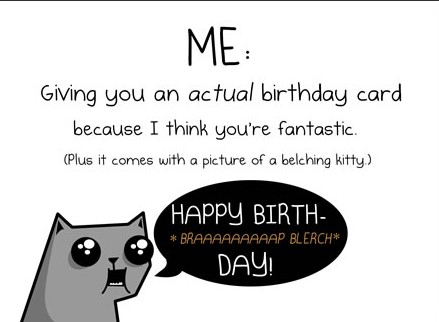 ME:
Giving you an actual birthday card
because I think you're fantastic.
(Plus it comes with a picture of a belching kitty.)
HAPPY BIRTH-
*BRAAAAAAAAAP BLERCH*
DAY!